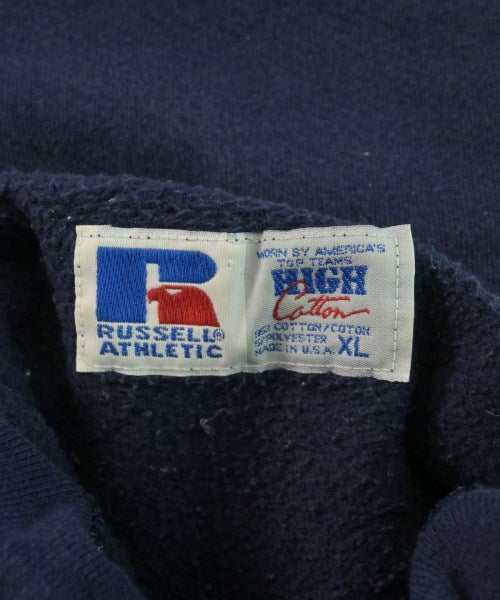 RUSSELL®
ATHLETIC
WORN BY AMERICA'S
TOP TEAMS
HIGH
Cotton
COTTON/COTON
POLYESTER
MADE IN U.S.A. XL